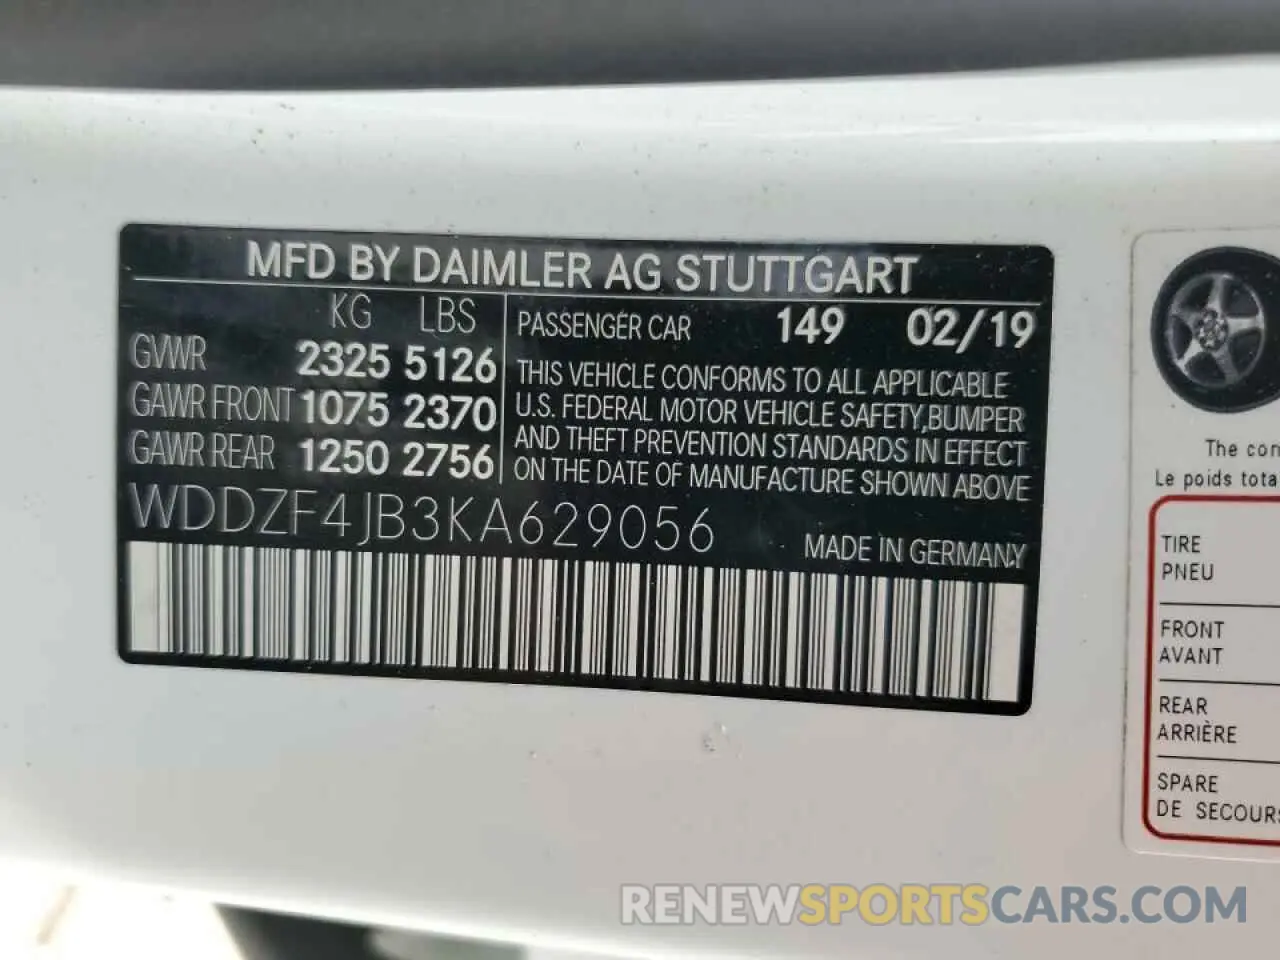 MFD BY DAIMLER AG STUTTGART
KG LBS
GVWR 2325 5126
GAWR FRONT 1075 2370
GAWR REAR 1250 2756
PASSENGER CAR 149 02/19
THIS VEHICLE CONFORMS TO ALL APPLICABLE
U.S. FEDERAL MOTOR VEHICLE SAFETY,BUMPER
AND THEFT PREVENTION STANDARDS IN EFFECT
ON THE DATE OF MANUFACTURE SHOWN ABOVE
WDDZF4JB3KA629056
MADE IN GERMANY
The con
Le poids tota
TIRE
PNEU
FRONT
AVANT
REAR
ARRIÈRE
SPARE
DE SECOURS
RENEWSPORTSCARS.COM